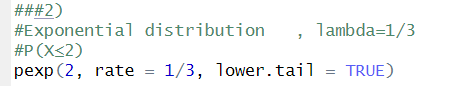 ###2)
#Exponential distribution   , lambda=1/3
#P(X≤2)
pexp(2, rate = 1/3, lower.tail = TRUE)